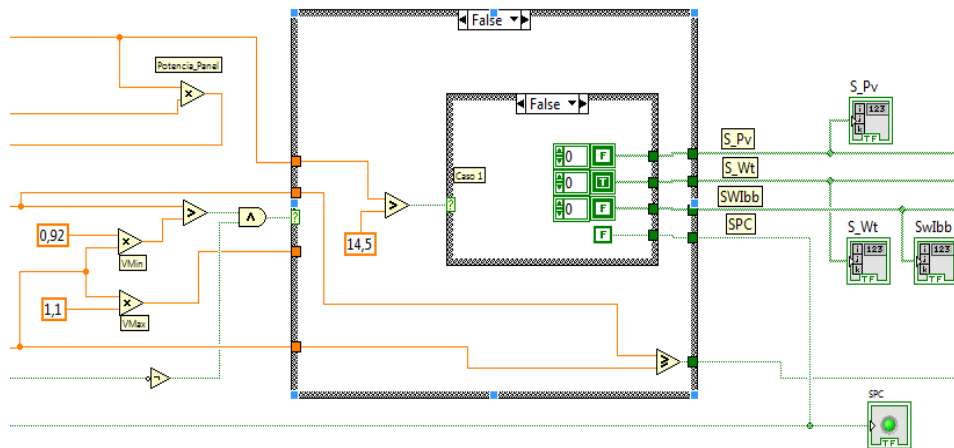 False
S_Pv
123
i
j
k
TF
Potencia_Panel
×
False
S_Pv
Caso 1
0
F
S_Wt
?
0
T
SWIbb
>
∧
?
>
0
F
SPC
0,92
×
14,5
F
S_Wt
SwIbb
VMin
123
i
j
k
TF
123
i
j
k
TF
1,1
×
VMax
≥
¬
SPC
TF